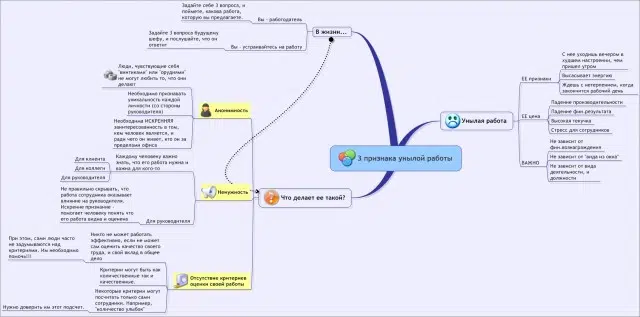 Задайте себе 3 вопроса, и
поймете, какова работа,
которую вы предлагаете.
Вы - работодатель
Задайте 3 вопроса будущему
шефу, и послушайте, что он
ответит
Вы - устраиваетесь на работу
В жизни...
Люди, чувствующие себя
"винтиками" или "орудиями"
не могут любить то, что они
делает
Необходимо признавать
уникальность каждой
личности (со стороны
руководителя)
Необходима ИСКРЕННЯЯ
заинтересованность в том,
кем человек является, и
ради чего он живет, кто он за
пределами офиса
Анонимность
Для клиента
Для коллеги
Для руководителя
Каждому человеку важно
знать, что его работа нужна и
важна для кого-то
Не правильно скрывать, что
работа сотрудника оказывает
влияние на руководителя.
Искренне признание -
помогает человеку понять что
его работа видна и оценена
Для руководителя
Ненужность
Что делает ее такой?
При этом, сами люди часто
не задумываются над
критериями. Им необходимо
помочь!!!
Никто не может работать
эффективно, если не может
сам оценить качество своего
труда, и свой вклад в общее
дело
Критерии могут быть как
количественные так и
качественные.
Нужно доверить им этот подсчет.
Некоторые критерии могут
посчитать только сами
сотрудники. Например,
"количество улыбок"
Отсутствие критериев
оценки своей работы
3 признака унылой работы
Унылая работа
ЕЕ признаки
С нее уходишь вечером в
худшем настроении, чем
пришел утром
Высасывает энергию
Ждешь с нетерпением, когда
закончится рабочий день
ЕЕ цена
Падение производительности
Падение фин.результата
Высокая текучка
Стресс для сотрудников
ВАЖНО
Не зависит от
фин.вознаграждения
Не зависит от "вида из окна"
Не зависит от вида
деятельности, и
должности